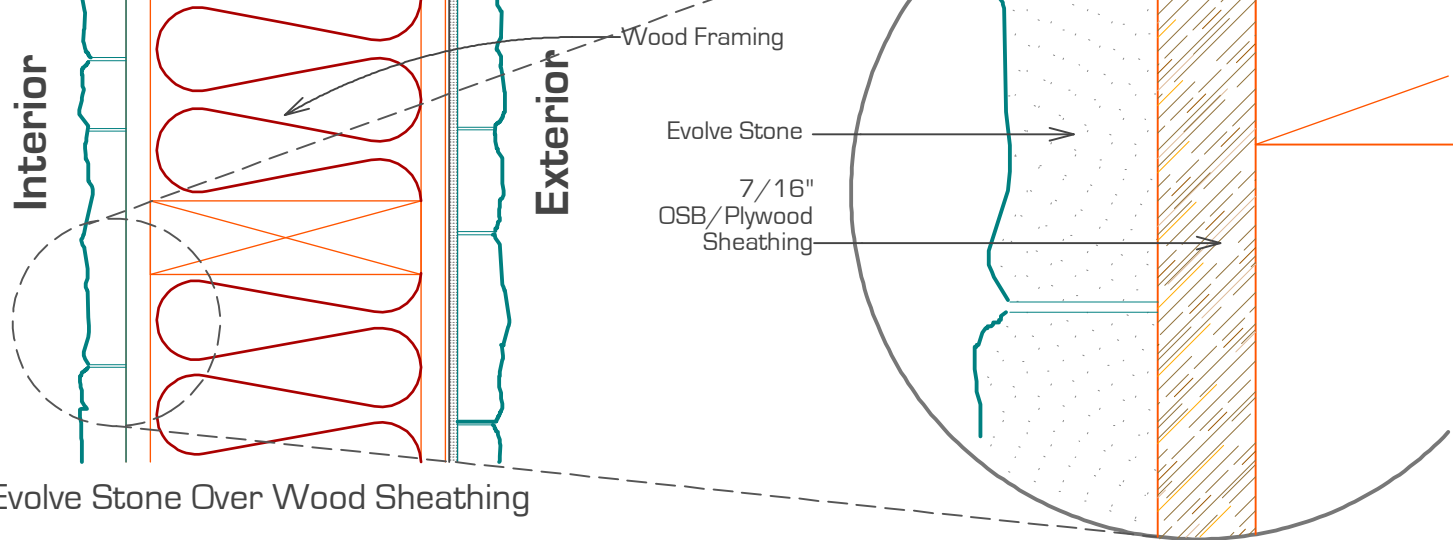 Interior
Exterior
Wood Framing
Evolve Stone
7/16"
OSB/Plywood
Sheathing
Evolve Stone Over Wood Sheathing